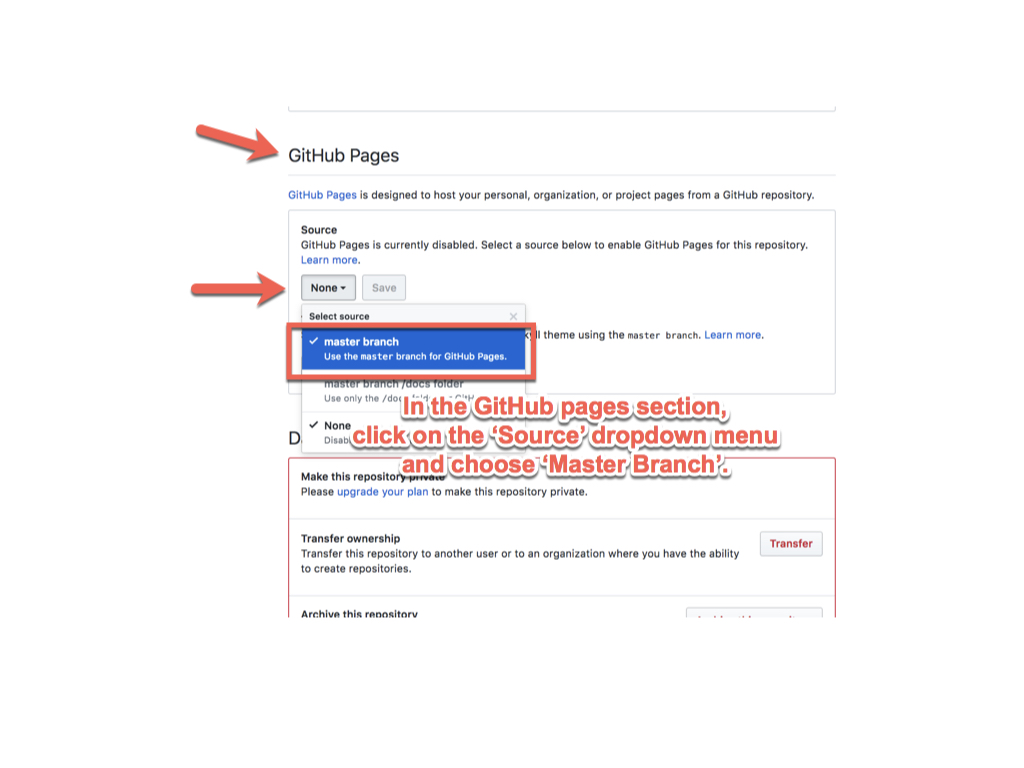 GitHub Pages
GitHub Pages is designed to host your personal, organization, or project pages from a GitHub repository.
Source
GitHub Pages is currently disabled. Select a source below to enable GitHub Pages for this repository.
Learn more.
None
Save
Select source
theme using the master branch. Learn more.
master branch
Use the master branch for GitHub Pages.
master branch /docs folder
Use only the
None
In the GitHub pages section,
click on the ‘Source’ dropdown menu
and choose ‘Master Branch’.
Make this repository private
Please upgrade your plan to make this repository private.
Transfer ownership
Transfer this repository to another user or to an organization where you have the ability
to create repositories.
Transfer
Archive this repository